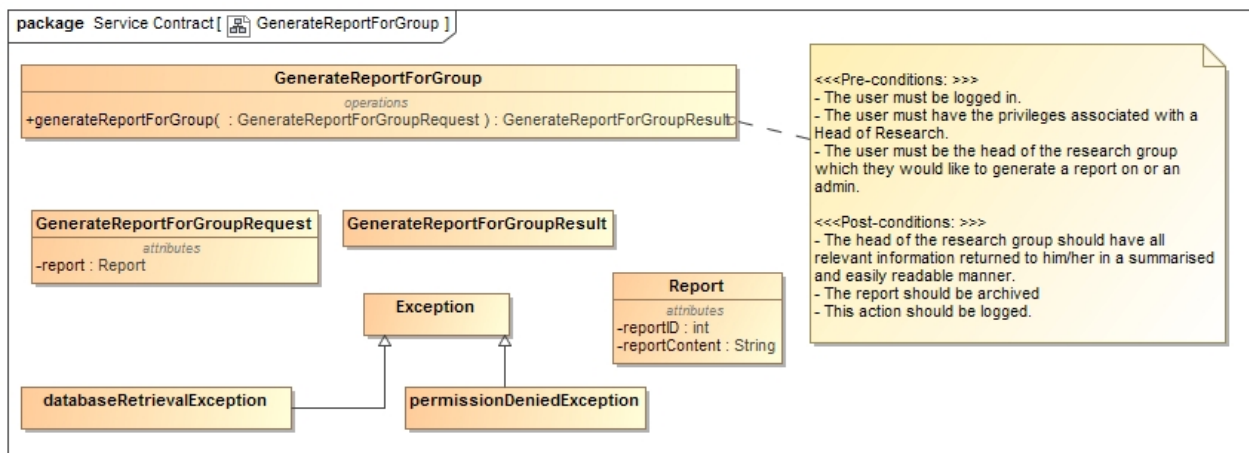 package Service Contract [ GenerateReportForGroup ]
GenerateReportForGroup
operations
+generateReportForGroup( : GenerateReportForGroupRequest ) : GenerateReportForGroupResult
<<<Pre-conditions: >>>
- The user must be logged in.
- The user must have the privileges associated with a
Head of Research.
- The user must be the head of the research group
which they would like to generate a report on or an
admin.
<<<Post-conditions: >>>
- The head of the research group should have all
relevant information returned to him/her in a summarised
and easily readable manner.
- The report should be archived
- This action should be logged.
GenerateReportForGroupRequest
attributes
-report : Report
GenerateReportForGroupResult
Report
attributes
-reportID : int
-reportContent : String
Exception
databaseRetrievalException
permissionDeniedException